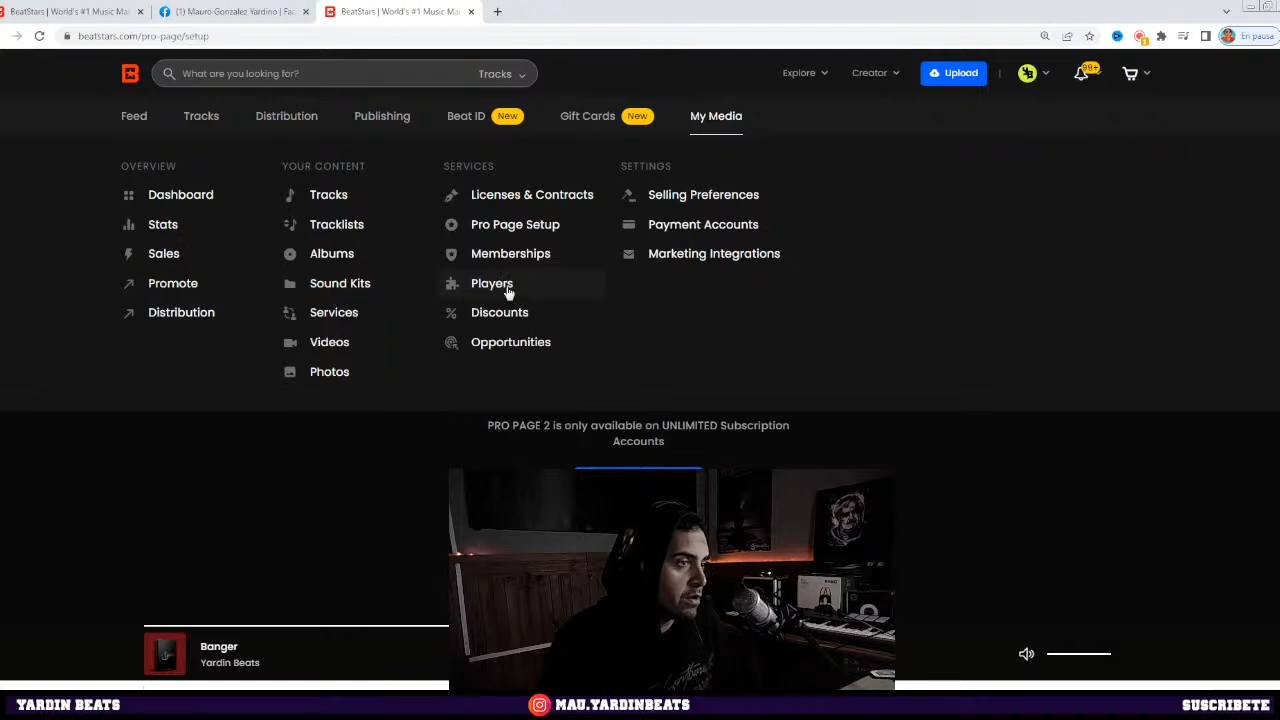 BeatStars | World's #1 Music Ma
(1) Mauro Gonzalez Yardino | Fac
BeatStars | World's #1 Music Ma
beatstars.com/pro-page/setup
En pausa
What are you looking for?
Tracks
Explore
Creator
Upload
99+
Feed
Tracks
Distribution
Publishing
Beat ID New
Gift Cards New
My Media
OVERVIEW
Dashboard
Stats
Sales
Promote
Distribution
YOUR CONTENT
Tracks
Tracklists
Albums
Sound Kits
Services
Videos
Photos
SERVICES
Licenses & Contracts
Pro Page Setup
Memberships
Players
Discounts
Opportunities
SETTINGS
Selling Preferences
Payment Accounts
Marketing Integrations
PRO PAGE 2 is only available on UNLIMITED Subscription
Accounts
Banger
Yardin Beats
YARDIN BEATS
MAU.YARDINBEATS
SUSCRIBETE